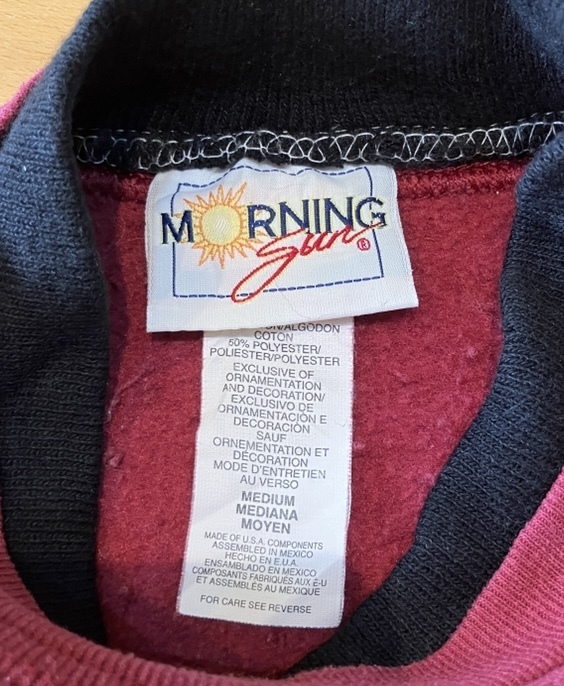 MORNING
Sun®
ON/ALGODON
COTON
50% POLYESTER/
POLIESTER/POLYESTER
EXCLUSIVE OF
ORNAMENTATION
AND DECORATION/
EXCLUSIVO DE
ORNAMENTACIÓN E
DECORACIÓN
SAUF
ORNEMENTATION ET
DÉCORATION
MODE D'ENTRETIEN
AU VERSO
MEDIUM
MEDIANA
MOYEN
MADE OF U.S.A. COMPONENTS
ASSEMBLED IN MEXICO
HECHO EN E.U.A.
ENSAMBLADO EN MEXICO
COMPOSANTS FABRIQUÉS AUX É-U
ET ASSEMBLÉS AU MEXIQUE
FOR CARE SEE REVERSE